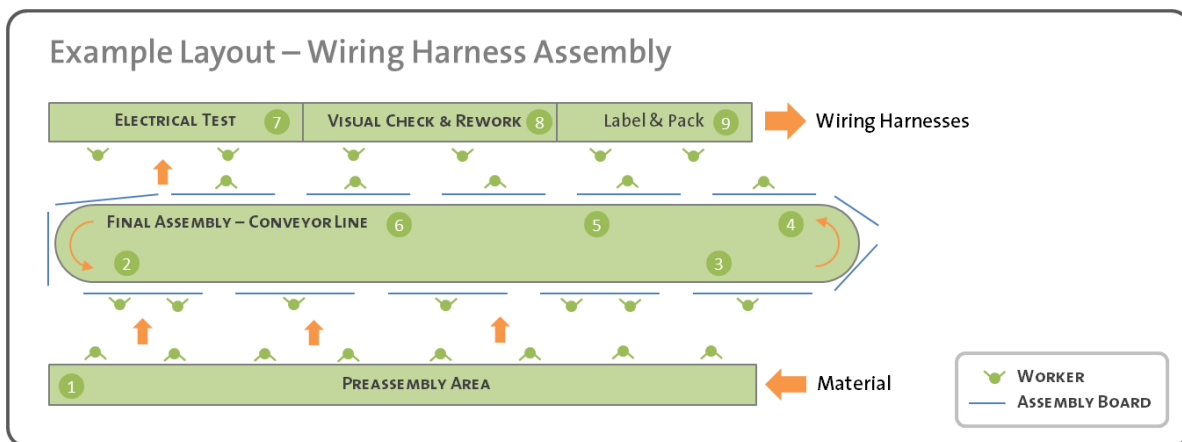 Example Layout – Wiring Harness Assembly
ELECTRICAL TEST 7 VISUAL CHECK & REWORK 8 Label & Pack 9 Wiring Harnesses
FINAL ASSEMBLY – CONVEYOR LINE 6 5 4
2 3
1 PREASSEMBLY AREA Material
WORKER
ASSEMBLY BOARD